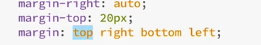 margin-right: auto;
margin-top: 20px;
margin: top right bottom left;